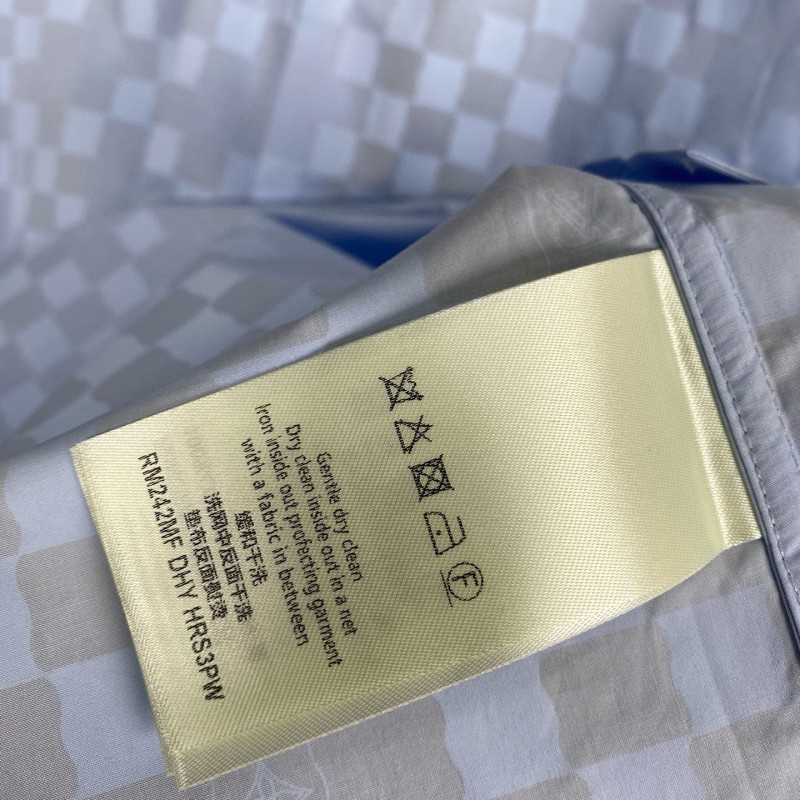 Gentle dry clean
Dry clean inside out in a net
Iron inside out protecting garment
with a fabric in between
缓和干洗
洗网中反面干洗
垫布反面熨烫
RM242MF DHY HRS3PW
F